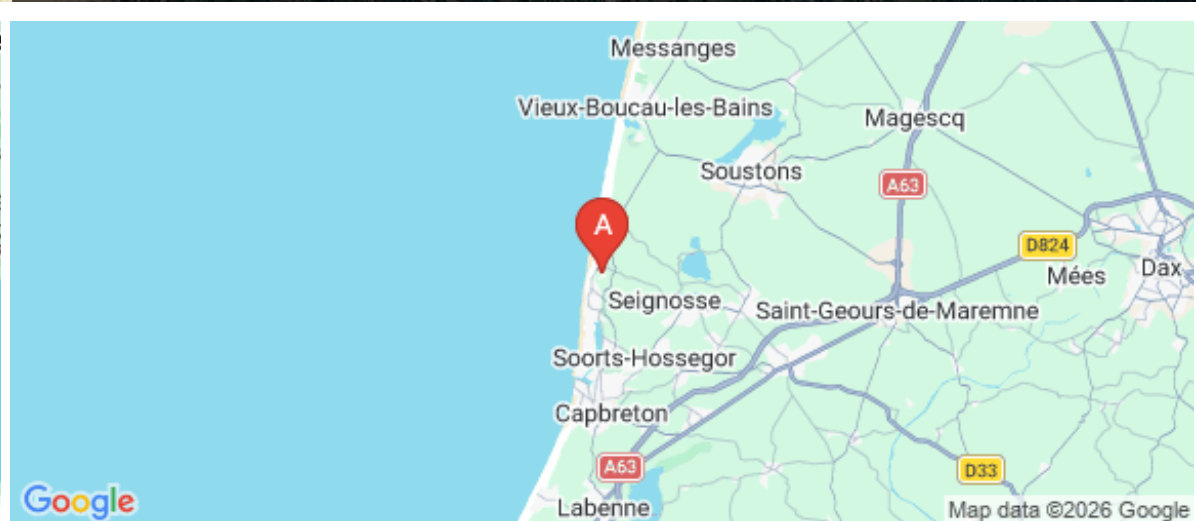 Messanges
Vieux-Boucau-les-Bains
Magescq
Soustons
A63
A
D824
Mées
Dax
Seignosse
Saint-Geours-de-Maremne
Soorts-Hossegor
Capbreton
A63
D33
Labenne
Google
Map data ©2026 Google